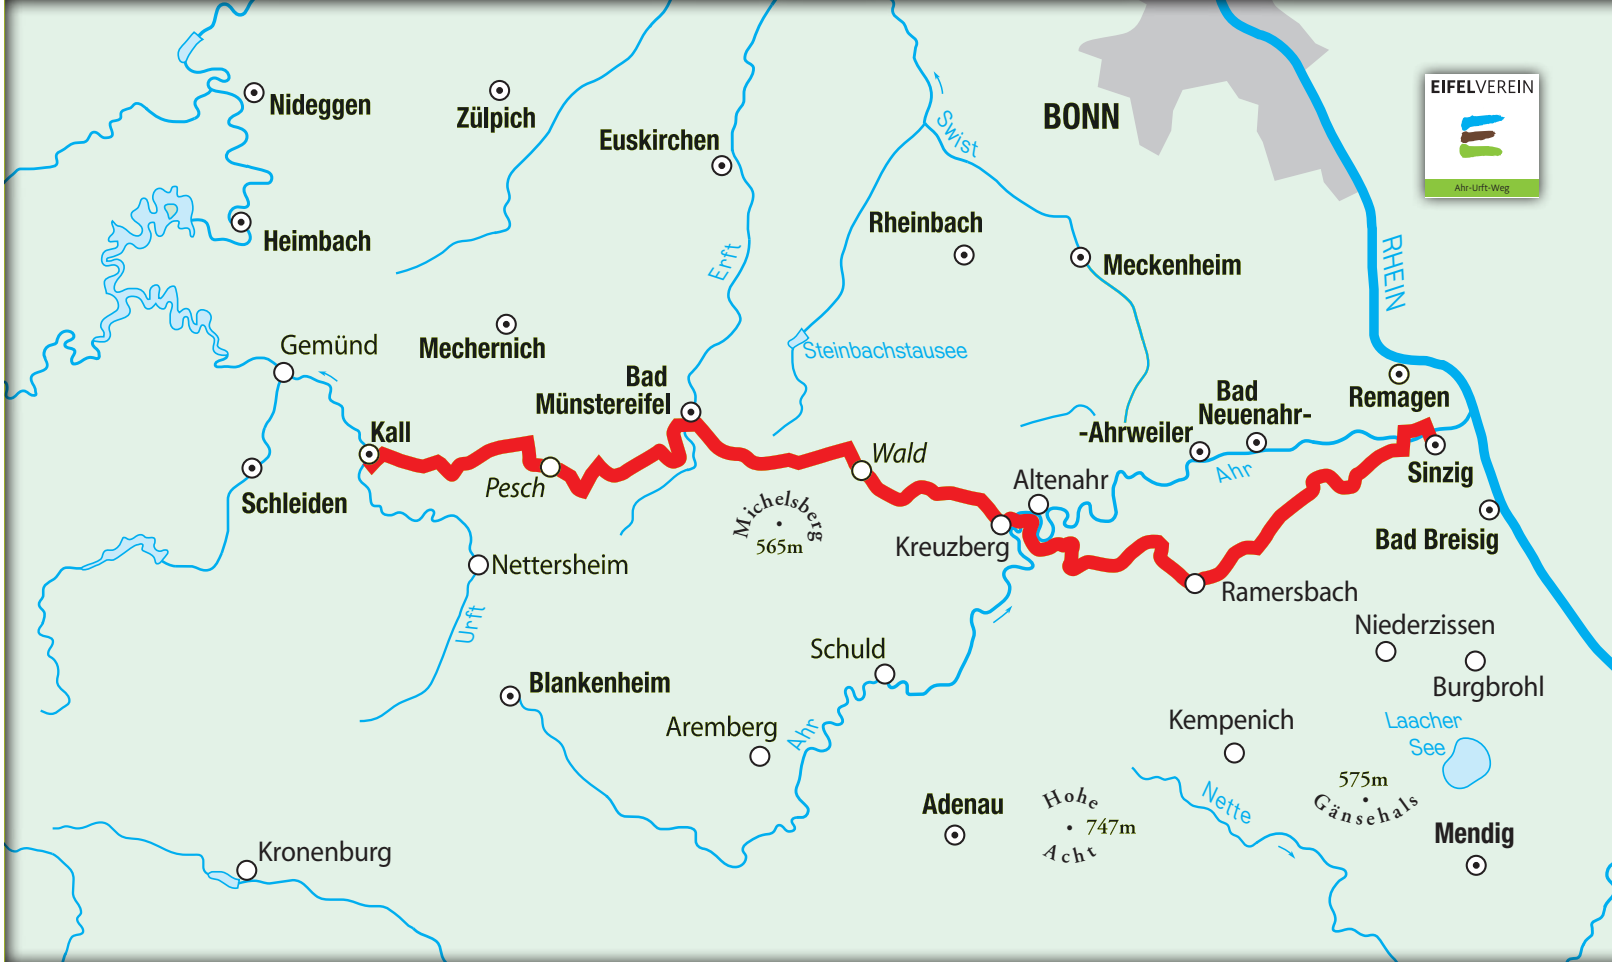 EIFELVEREIN
Ahr-Urft-Weg
Nideggen
Zülpich
BONN
Euskirchen
Swist
Heimbach
Rheinbach
Erft
Meckenheim
RHEIN
Gemünd
Mechernich
Steinbachstausee
Bad
Münstereifel
Bad
Neuenahr-
Remagen
Kall
-Ahrweiler
Wald
Ahr
Sinzig
Pesch
Altenahr
Schleiden
Michelsberg
565m
Kreuzberg
Bad Breisig
Nettersheim
Ramersbach
Urft
Niederzissen
Schuld
Burgbrohl
Blankenheim
Aremberg
Ahr
Kempenich
Laacher
See
575m
Gänsehals
Nette
Adenau
Hohe
747m
Acht
Mendig
Kronenburg